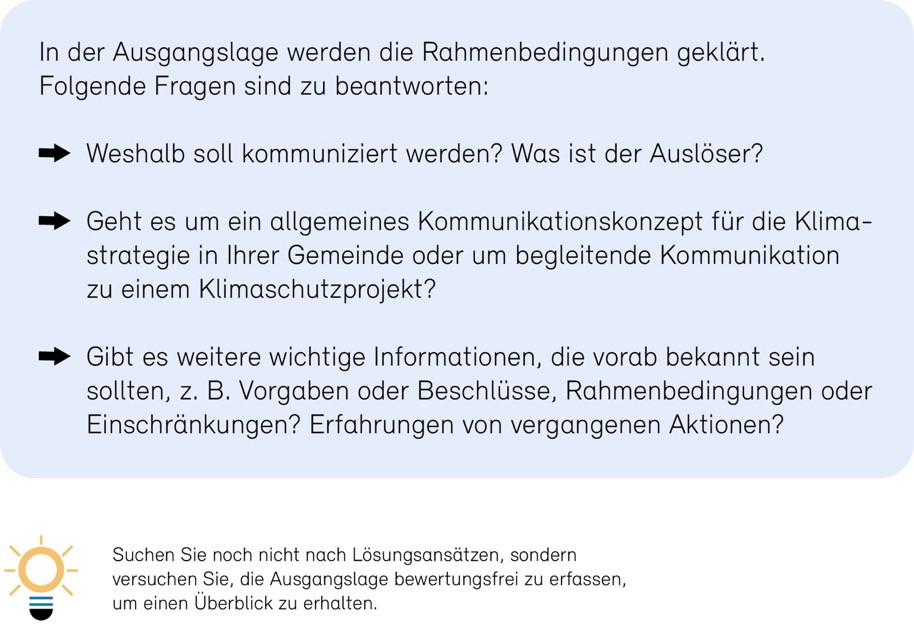 In der Ausgangslage werden die Rahmenbedingungen geklärt.
Folgende Fragen sind zu beantworten:
Weshalb soll kommuniziert werden? Was ist der Auslöser?
Geht es um ein allgemeines Kommunikationskonzept für die Klima-
strategie in Ihrer Gemeinde oder um begleitende Kommunikation
zu einem Klimaschutzprojekt?
Gibt es weitere wichtige Informationen, die vorab bekannt sein
sollten, z. B. Vorgaben oder Beschlüsse, Rahmenbedingungen oder
Einschränkungen? Erfahrungen von vergangenen Aktionen?
Suchen Sie noch nicht nach Lösungsansätzen, sondern
versuchen Sie, die Ausgangslage bewertungsfrei zu erfassen,
um einen Überblick zu erhalten.